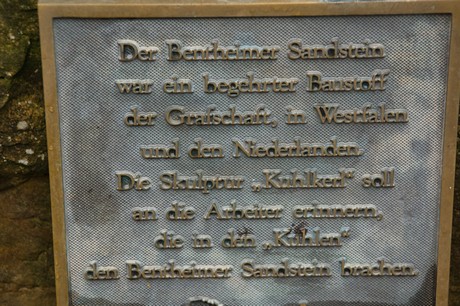 Der Bentheimer Sandstein
war ein begehrter Baustoff
der Grafschaft, in Westfalen
und den Niederlanden.
Die Skulptur „Kuhlkerl“ soll
an die Arbeiter erinnern,
die in den „Kuhlen“
den Bentheimer Sandstein brachen.